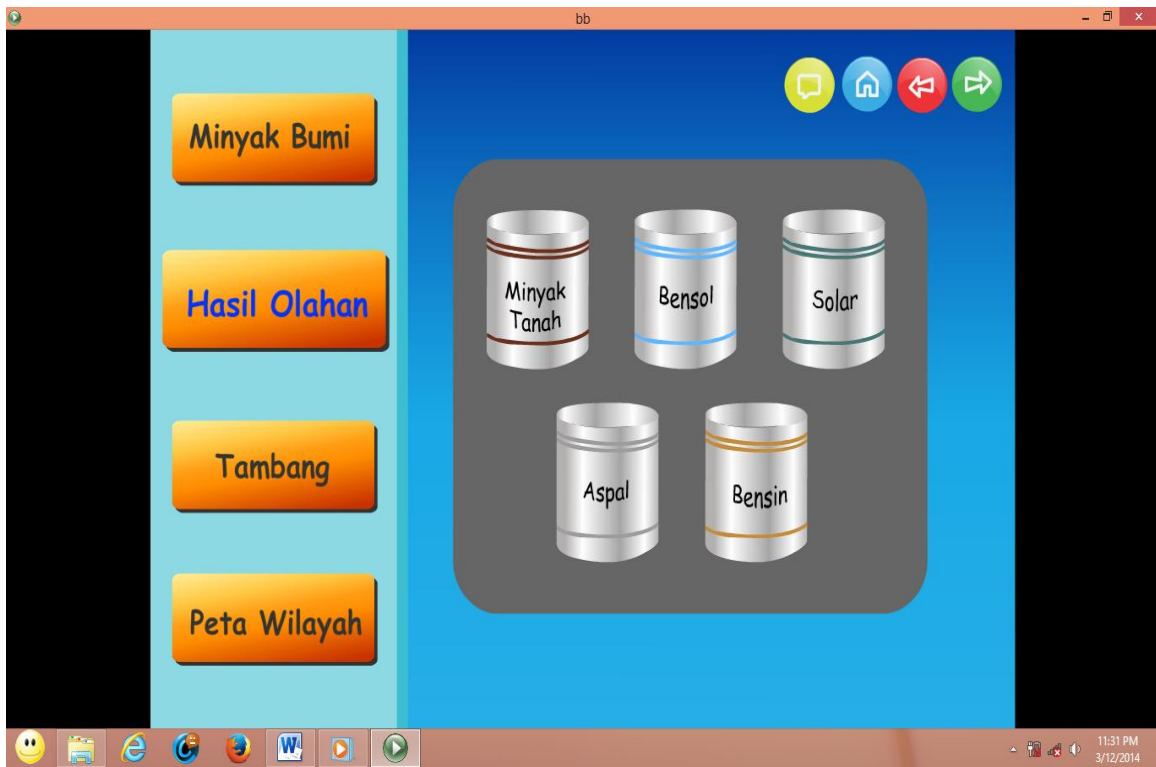 bb
Minyak Bumi
Hasil Olahan
Tambang
Peta Wilayah
Minyak
Tanah
Bensol
Solar
Aspal
Bensin
11:31 PM
3/12/2014